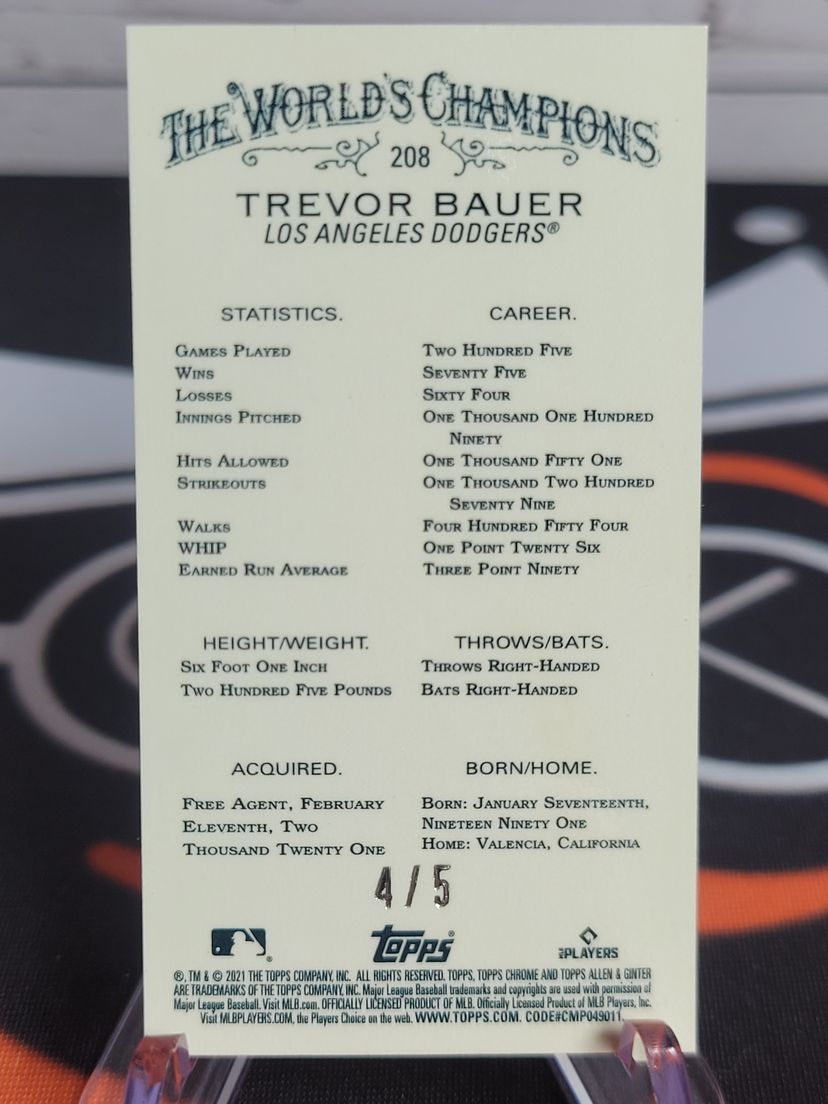 THE WORLD'S CHAMPIONS
208
TREVOR BAUER
LOS ANGELES DODGERS®
STATISTICS. CAREER.
GAMES PLAYED TWO HUNDRED FIVE
WINS SEVENTY FIVE
LOSSES SIXTY FOUR
INNINGS PITCHED ONE THOUSAND ONE HUNDRED
NINETY
HITS ALLOWED ONE THOUSAND FIFTY ONE
STRIKEOUTS ONE THOUSAND TWO HUNDRED
SEVENTY NINE
WALKS FOUR HUNDRED FIFTY FOUR
WHIP ONE POINT TWENTY SIX
EARNED RUN AVERAGE THREE POINT NINETY
HEIGHT/WEIGHT. THROWS/BATS.
SIX FOOT ONE INCH THROWS RIGHT-HANDED
TWO HUNDRED FIVE POUNDS BATS RIGHT-HANDED
ACQUIRED. BORN/HOME.
FREE AGENT, FEBRUARY BORN: JANUARY SEVENTEENTH,
ELEVENTH, TWO NINETEEN NINETY ONE
THOUSAND TWENTY ONE HOME: VALENCIA, CALIFORNIA
4/5
® topps® PLAYERS
®, TM & © 2021 THE TOPPS COMPANY, INC. ALL RIGHTS RESERVED. TOPPS, TOPPS CHROME AND TOPPS ALLEN & GINTER
ARE TRADEMARKS OF THE TOPPS COMPANY, INC. Major League Baseball trademarks and copyrights are used with permission of
Major League Baseball. Visit MLB.com. OFFICIALLY LICENSED PRODUCT OF MLB. Officially Licensed Product of MLB Players, Inc.
Visit MLBPLAYERS.COM, the Players Choice on the web. WWW.TOPPS.COM. CODE#CMP049011.